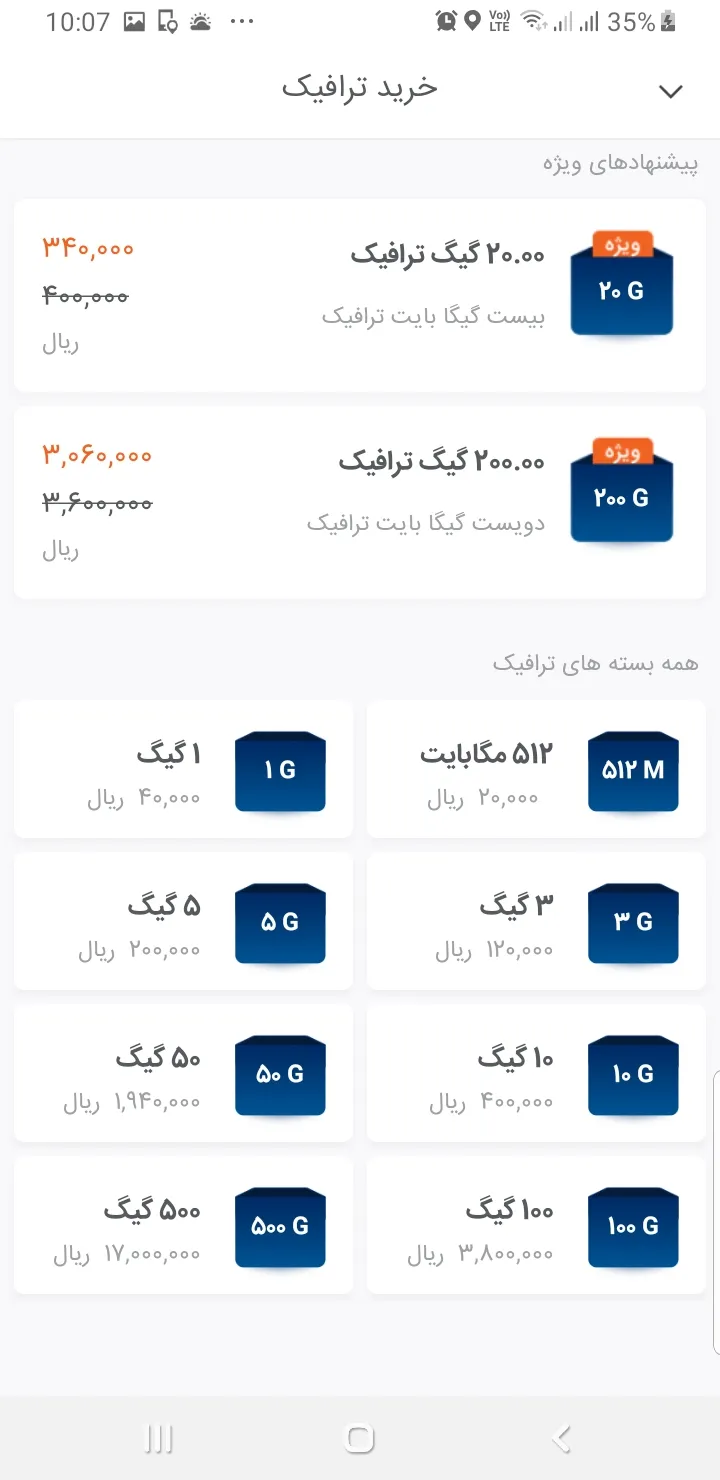 10:07 35%
Vo)) LTE
خرید ترافیک
پیشنهادهای ویژه
ویژه
۲۰ G
۲۰.۰۰ گیگ ترافیک
۳۴۰,۰۰۰
۴۰۰,۰۰۰
بیست گیگا بایت ترافیک
ریال
ویژه
۲۰۰ G
۲۰۰.۰۰ گیگ ترافیک
۳,۰۶۰,۰۰۰
۳,۶۰۰,۰۰۰
دویست گیگا بایت ترافیک
ریال
همه بسته های ترافیک
۵۱۲ M
۵۱۲ مگابایت
۲۰,۰۰۰ ریال
۱ G
۱ گیگ
۴۰,۰۰۰ ریال
۳ G
۳ گیگ
۱۲۰,۰۰۰ ریال
۵ G
۵ گیگ
۲۰۰,۰۰۰ ریال
۱۰ G
۱۰ گیگ
۴۰۰,۰۰۰ ریال
۵۰ G
۵۰ گیگ
۱,۹۴۰,۰۰۰ ریال
۱۰۰ G
۱۰۰ گیگ
۳,۸۰۰,۰۰۰ ریال
۵۰۰ G
۵۰۰ گیگ
۱۷,۰۰۰,۰۰۰ ریال